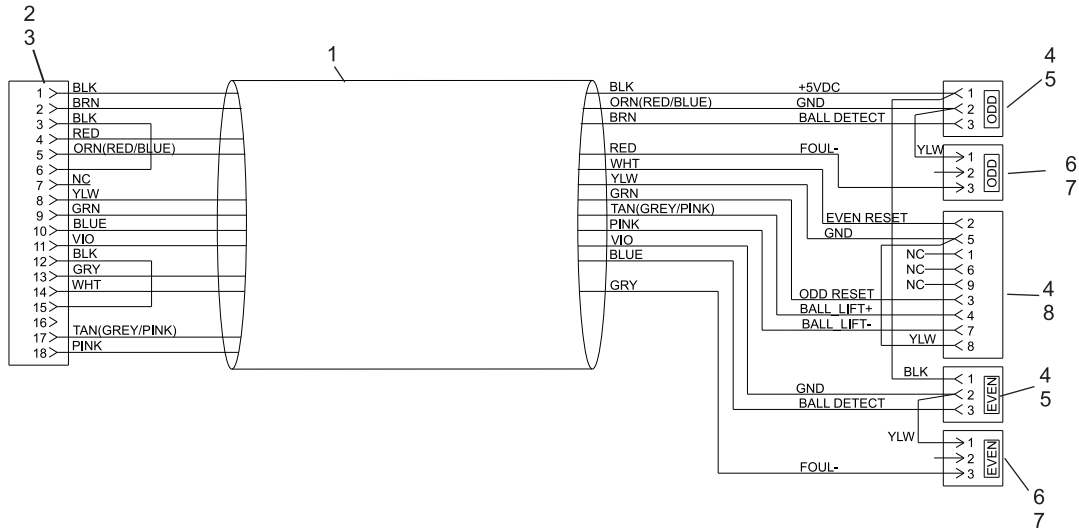 2
3
1
4
5
1 BLK
2 BRN
3 BLK
4 RED
5 ORN(RED/BLUE)
6
7 NC
8 YLW
9 GRN
10 BLUE
11 VIO
12 BLK
13 GRY
14 WHT
15
16
17 TAN(GREY/PINK)
18 PINK
BLK +5VDC 1
ORN(RED/BLUE) GND 2
BRN BALL DETECT 3
ODD
RED FOUL-
YLW 1
2
3
ODD
6
7
WHT
YLW
GRN
TAN(GREY/PINK)
PINK
VIO
BLUE
GRY
EVEN RESET 2
GND 5
NC 1
NC 6
NC 9
ODD RESET 3
BALL_LIFT+ 4
BALL_LIFT- 7
YLW 8
4
8
BLK 1
GND 2
BALL DETECT 3
EVEN
4
5
YLW 1
2
FOUL- 3
EVEN
6
7